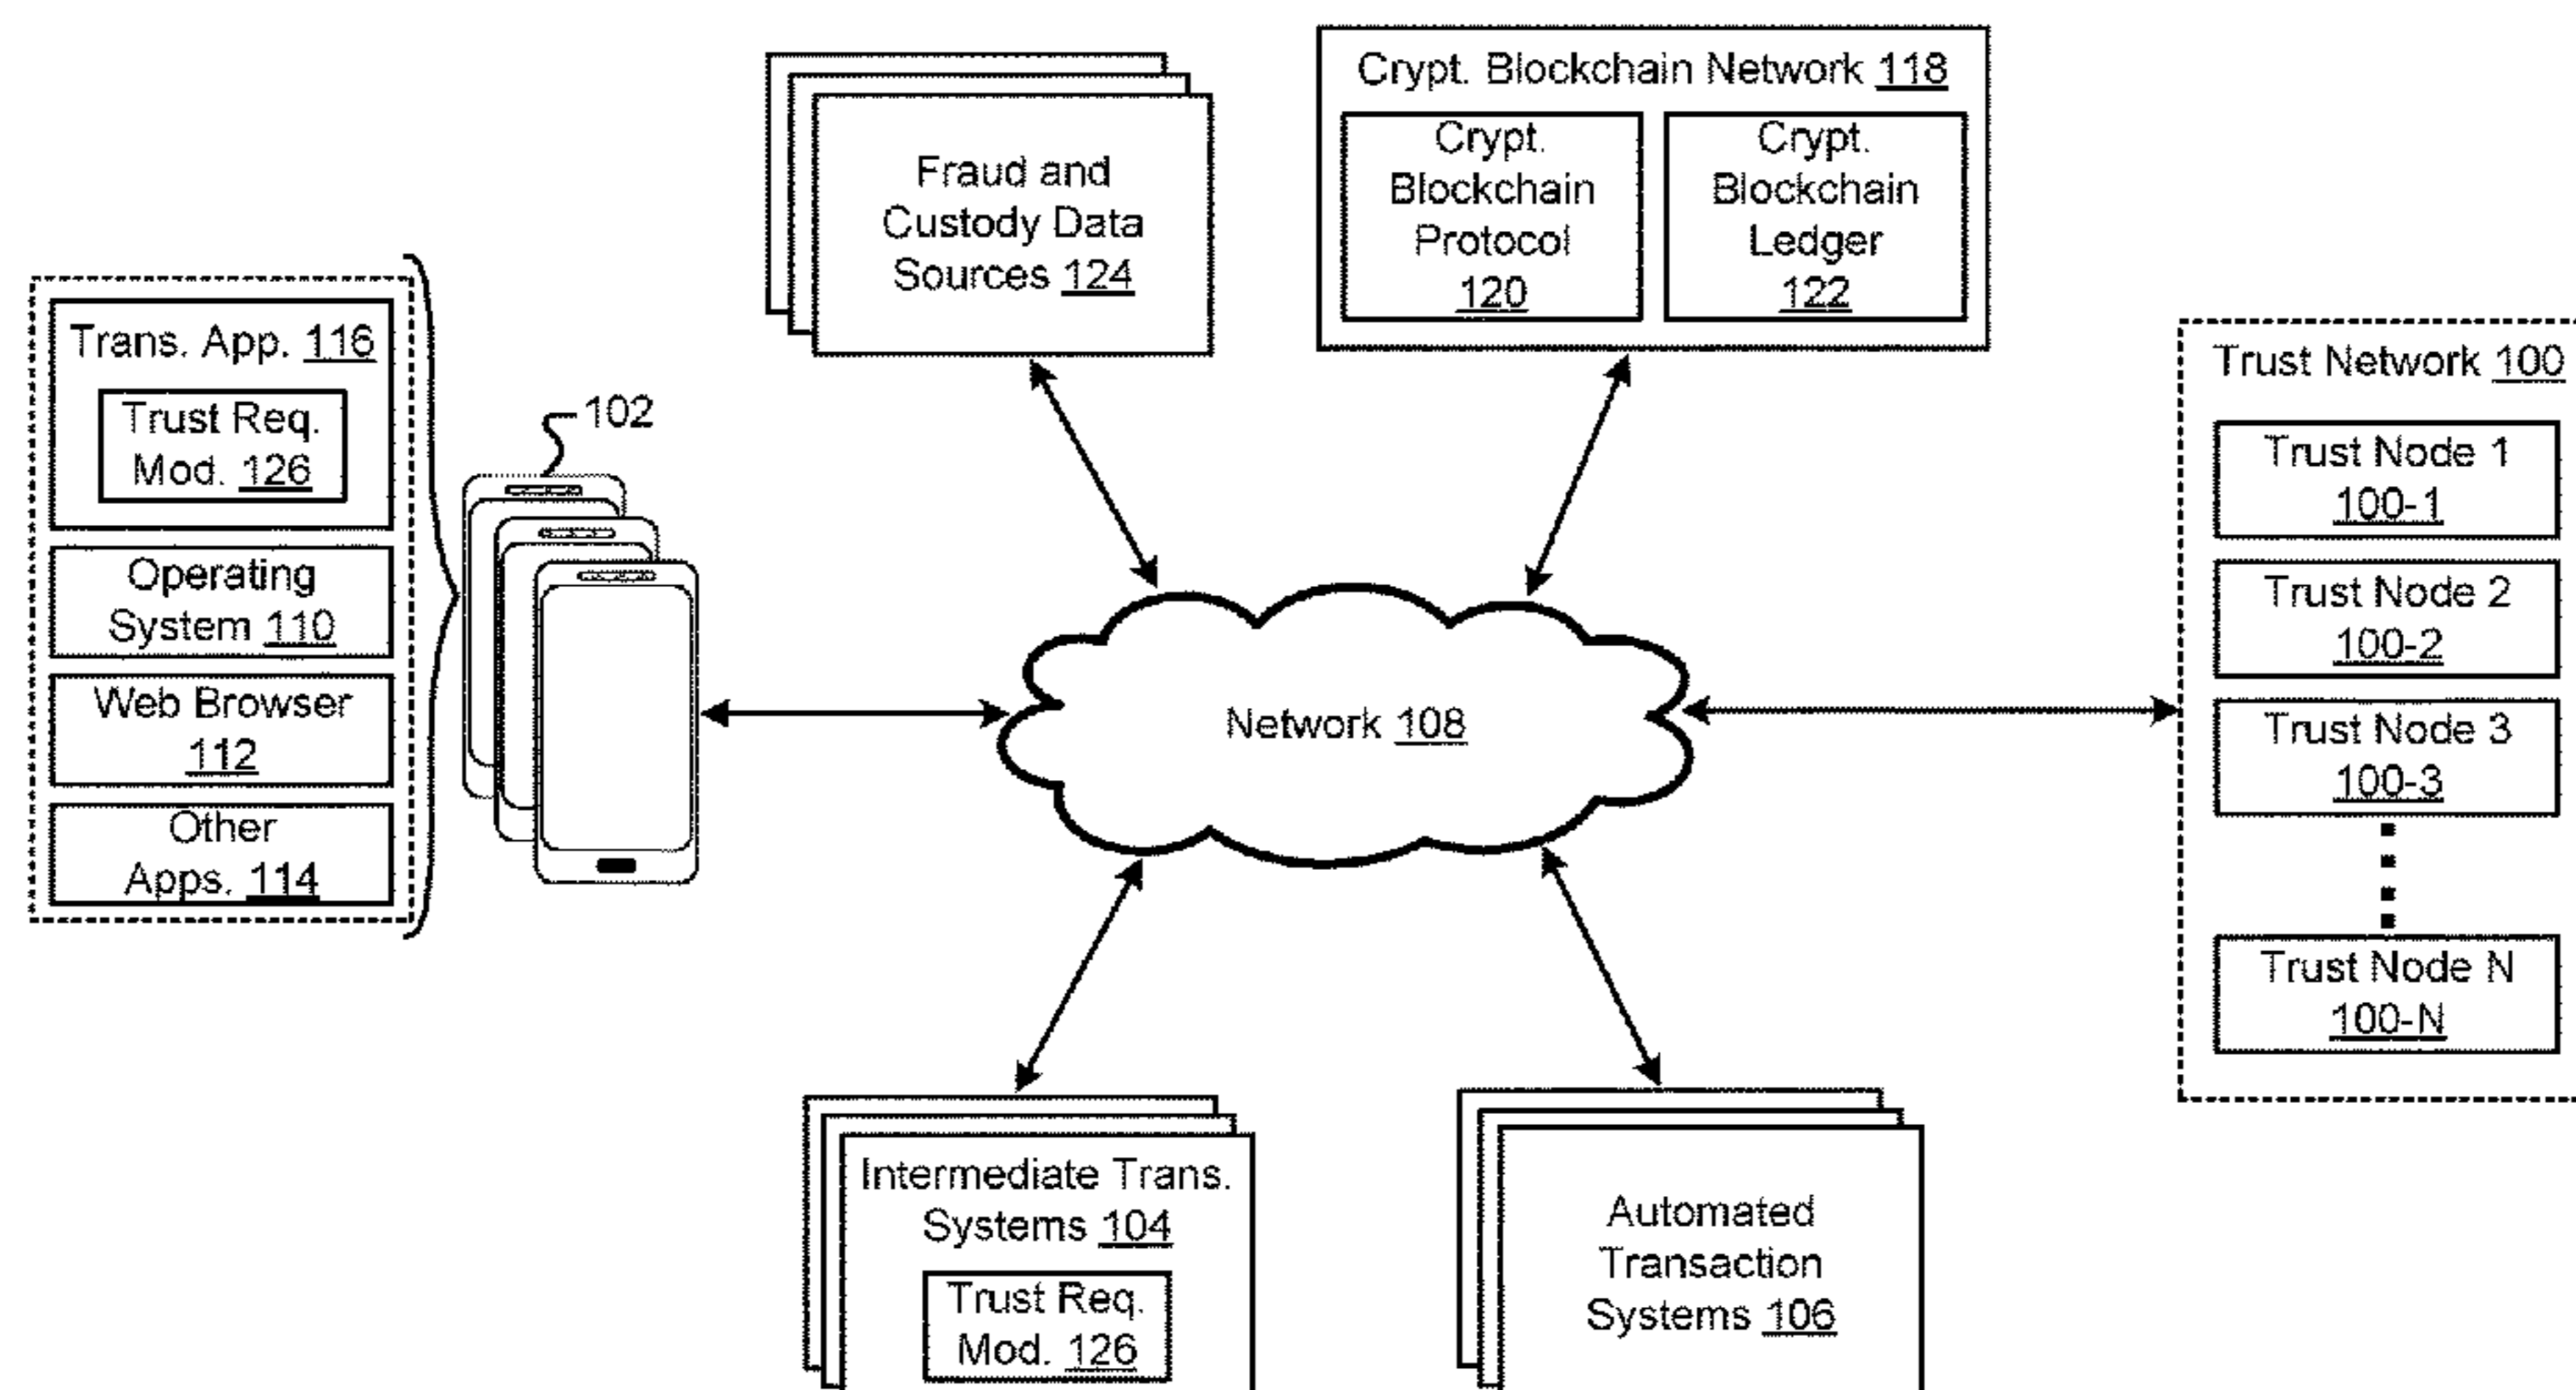 Trans. App. 116
Trust Req.
Mod. 126
Operating
System 110
Web Browser
112
Other
Apps. 114
102
Fraud and
Custody Data
Sources 124
Crypt. Blockchain Network 118
Crypt.
Blockchain
Protocol
120
Crypt.
Blockchain
Ledger
122
Network 108
Trust Network 100
Trust Node 1
100-1
Trust Node 2
100-2
Trust Node 3
100-3
Trust Node N
100-N
Intermediate Trans.
Systems 104
Trust Req.
Mod. 126
Automated
Transaction
Systems 106